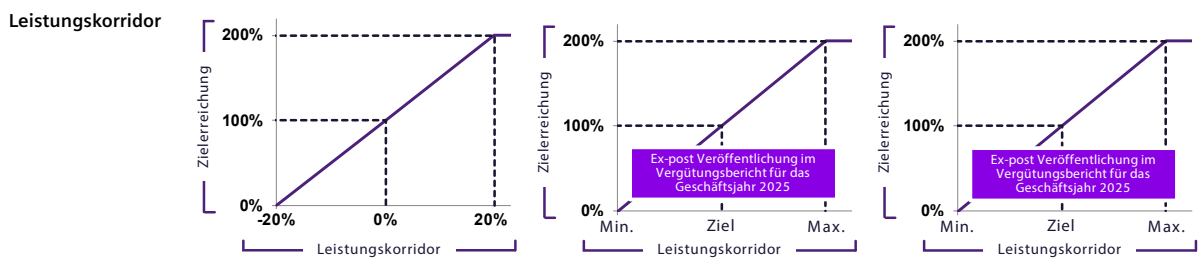 Leistungskorridor
Zielerreichung
200%
100%
0%
-20%
0%
20%
Leistungskorridor
Zielerreichung
200%
100%
0%
Ex-post Veröffentlichung im
Vergütungsbericht für das
Geschäftsjahr 2025
Min.
Ziel
Max.
Leistungskorridor
Zielerreichung
200%
100%
0%
Ex-post Veröffentlichung im
Vergütungsbericht für das
Geschäftsjahr 2025
Min.
Ziel
Max.
Leistungskorridor